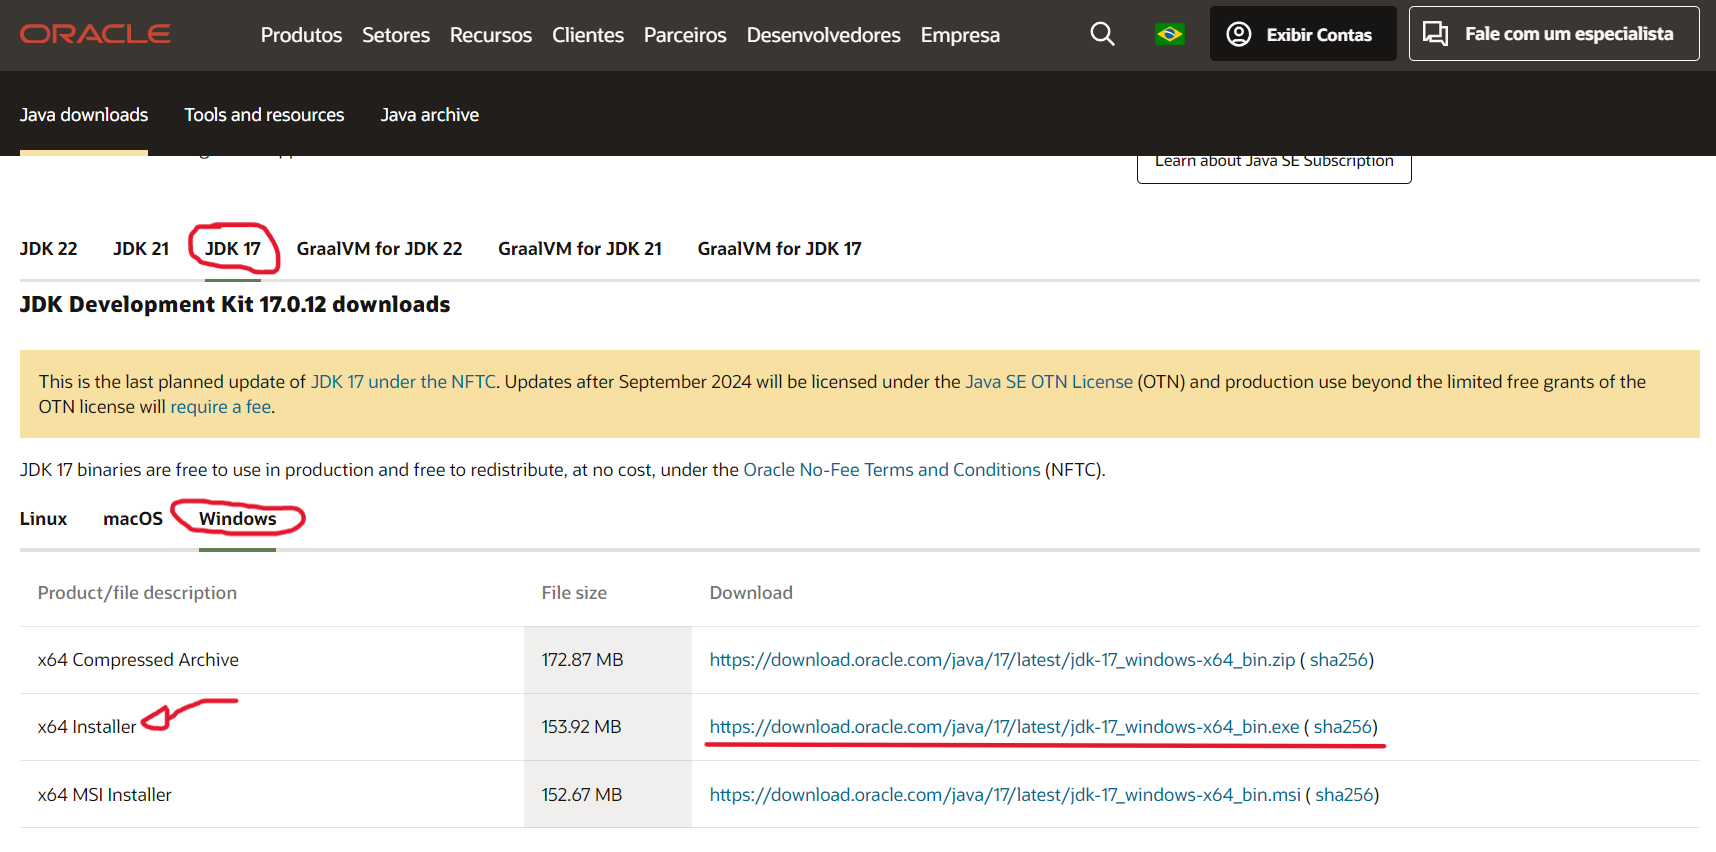 ORACLE Produtos Setores Recursos Clientes Parceiros Desenvolvedores Empresa Exibir Contas Fale com um especialista
Java downloads Tools and resources Java archive
Learn about Java SE Subscription
JDK 22 JDK 21 JDK 17 GraalVM for JDK 22 GraalVM for JDK 21 GraalVM for JDK 17
JDK Development Kit 17.0.12 downloads
This is the last planned update of JDK 17 under the NFTC. Updates after September 2024 will be licensed under the Java SE OTN License (OTN) and production use beyond the limited free grants of the
OTN license will require a fee.
JDK 17 binaries are free to use in production and free to redistribute, at no cost, under the Oracle No-Fee Terms and Conditions (NFTC).
Linux macOS Windows
Product/file description File size Download
x64 Compressed Archive 172.87 MB https://download.oracle.com/java/17/latest/jdk-17_windows-x64_bin.zip ( sha256)
x64 Installer 153.92 MB https://download.oracle.com/java/17/latest/jdk-17_windows-x64_bin.exe ( sha256)
x64 MSI Installer 152.67 MB https://download.oracle.com/java/17/latest/jdk-17_windows-x64_bin.msi ( sha256)